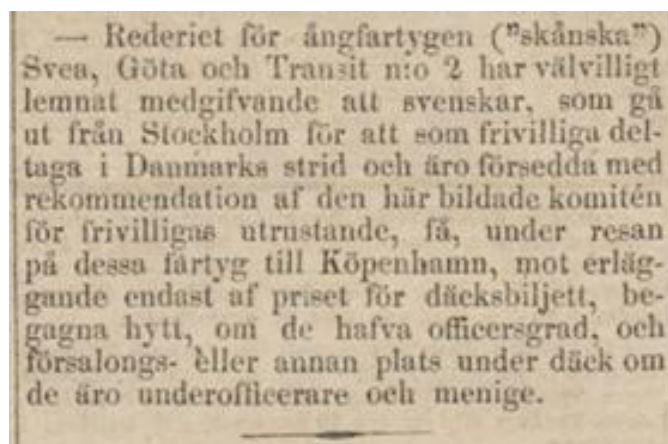 — Rederiet för ångfartygen ("skånska")
Svea, Göta och Transit n:o 2 har välvilligt
lemnat medgifvande att svenskar, som gå
ut från Stockholm för att som frivilliga del-
taga i Danmarks strid och äro försedda med
rekommendation af den här bildade komitén
för frivilligas utrustande, få, under resan
på dessa fartyg till Köpenhamn, mot erläg-
gande endast af priset för däcksbiljett, be-
gagna hytt, om de hafva officersgrad, och
försalongs- eller annan plats under däck om
de äro underofficerare och menige.